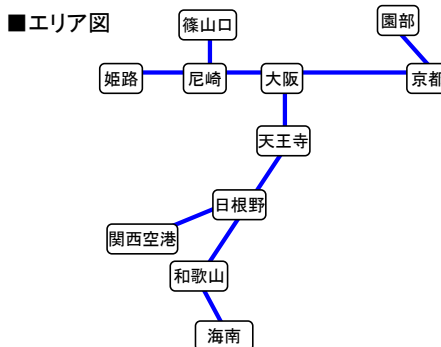 ■エリア図
篠山口
園部
姫路
尼崎
大阪
京都
天王寺
日根野
関西空港
和歌山
海南